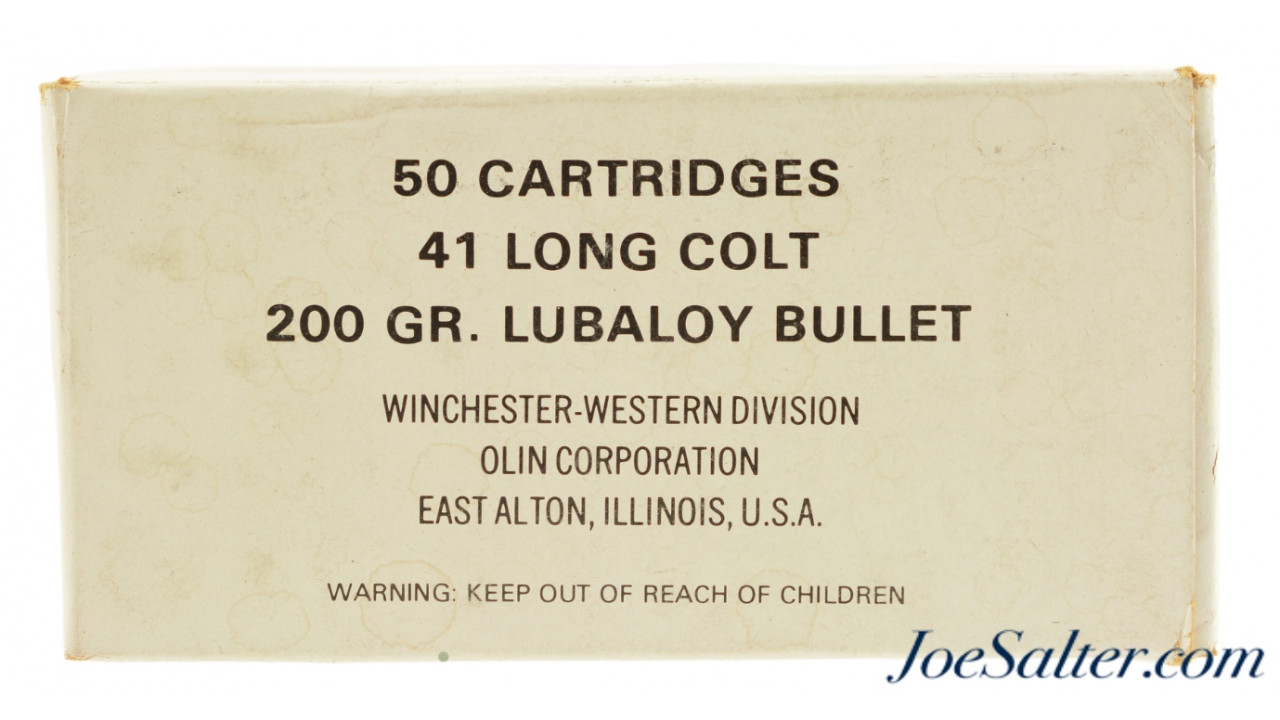 50 CARTRIDGES
41 LONG COLT
200 GR. LUBALOY BULLET
WINCHESTER-WESTERN DIVISION
OLIN CORPORATION
EAST ALTON, ILLINOIS, U.S.A.
WARNING: KEEP OUT OF REACH OF CHILDREN
JoeSalter.com